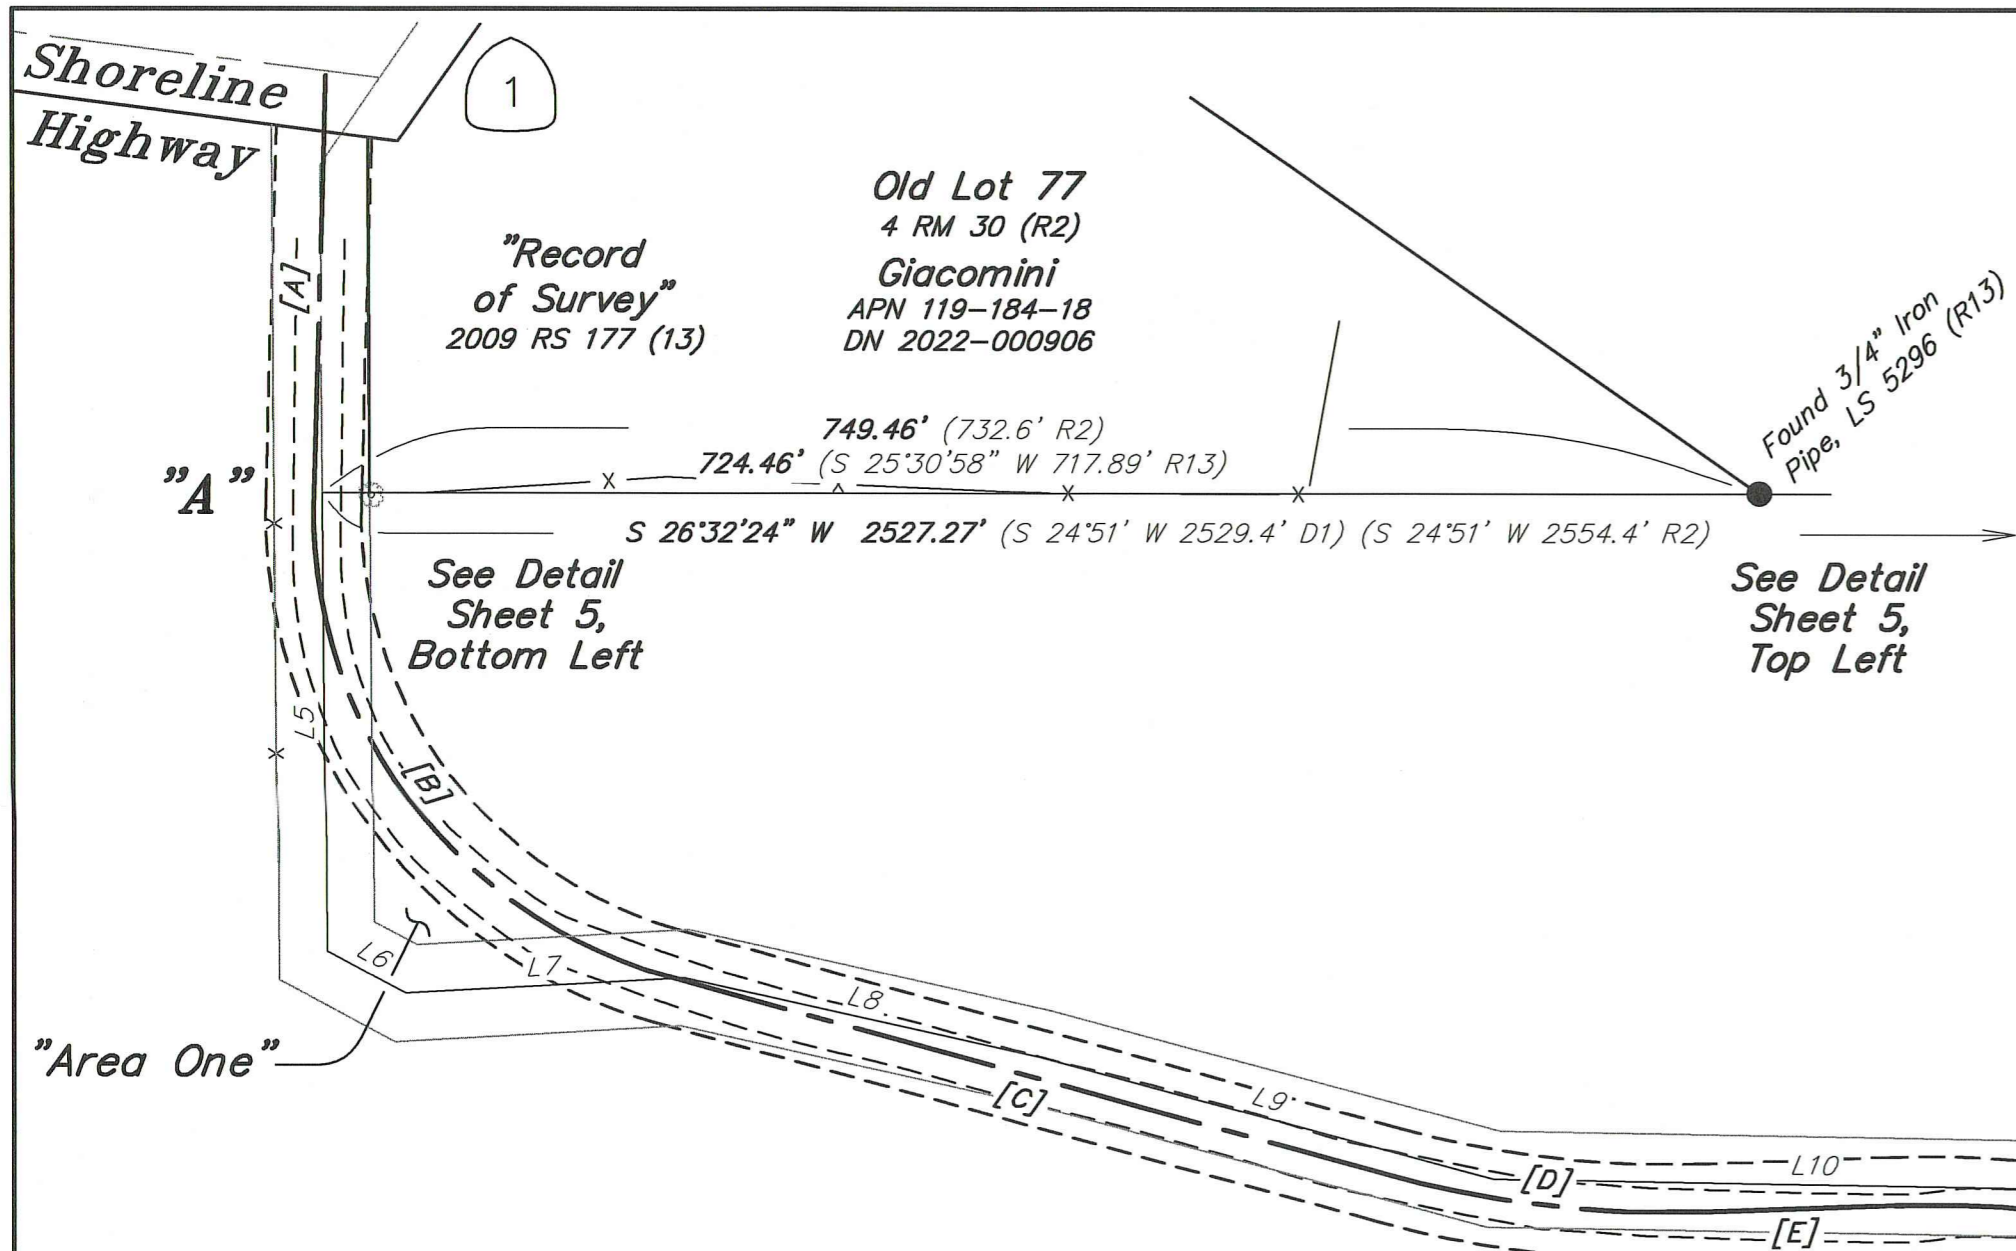 Shoreline
Highway
1
Old Lot 77
4 RM 30 (R2)
Giacomini
APN 119-184-18
DN 2022-000906
"Record
of Survey"
2009 RS 177 (13)
[A]
Found 3/4" Iron
Pipe, LS 5296 (R13)
749.46' (732.6' R2)
724.46' (S 25°30'58" W 717.89' R13)
"A"
S 26°32'24" W 2527.27' (S 24°51' W 2529.4' D1) (S 24°51' W 2554.4' R2)
See Detail
Sheet 5,
Bottom Left
See Detail
Sheet 5,
Top Left
L5
[B]
L6
L7
L8
"Area One"
[C]
L9
L10
[D]
[E]